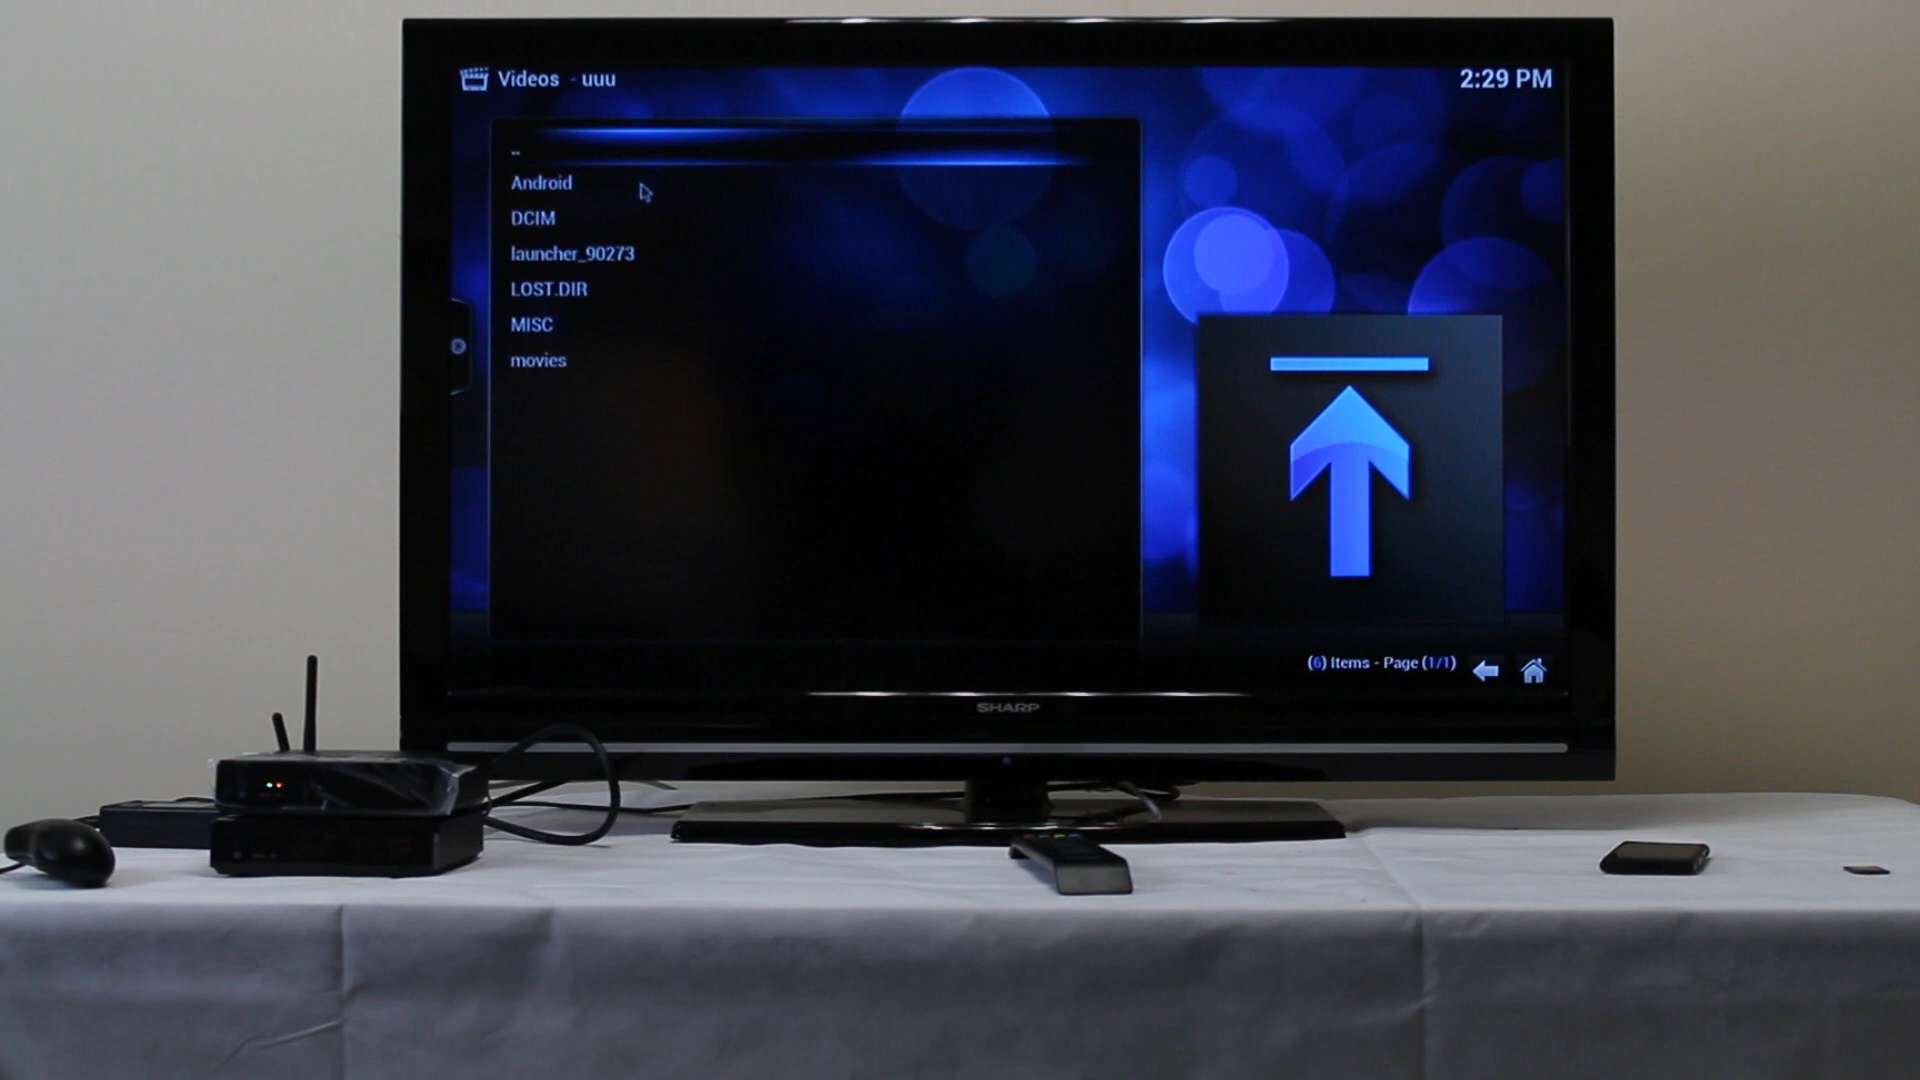 Videos - uuu
2:29 PM
..
Android
DCIM
launcher_90273
LOST.DIR
MISC
movies
(6) Items - Page (1/1)
SHARP